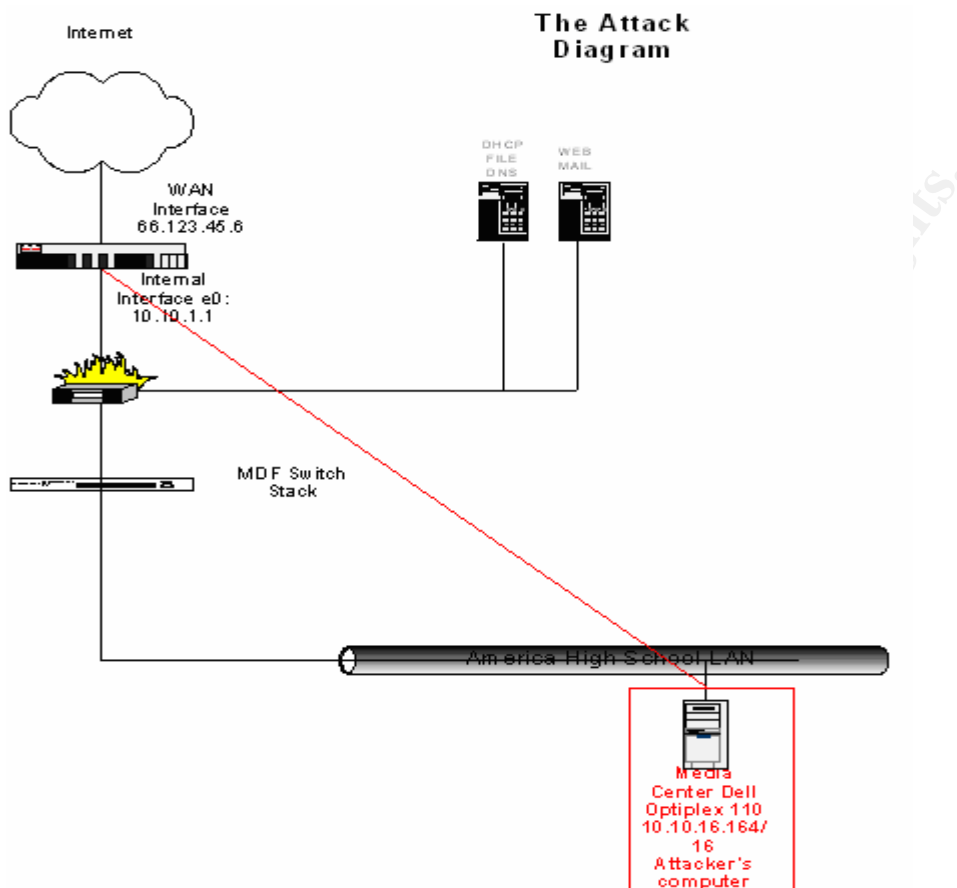 The Attack
Diagram
Internet
DHCP
FILE
DNS
WEB
MAIL
WAN
Interface
66.123.45.6
Internal
Interface e0:
10.10.1.1
MDF Switch
Stack
America High School LAN
Media
Center Dell
Optiplex 110
10.10.16.164/
16
Attacker's
computer